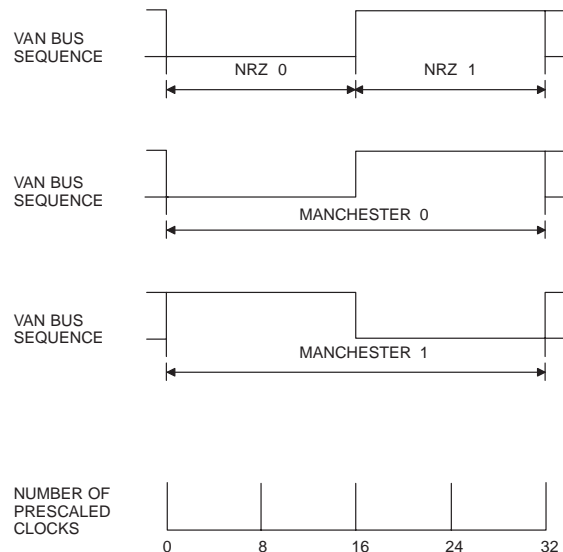 VAN BUS
SEQUENCE
NRZ 0
NRZ 1
VAN BUS
SEQUENCE
MANCHESTER 0
VAN BUS
SEQUENCE
MANCHESTER 1
NUMBER OF
PRESCALED
CLOCKS
0 8 16 24 32